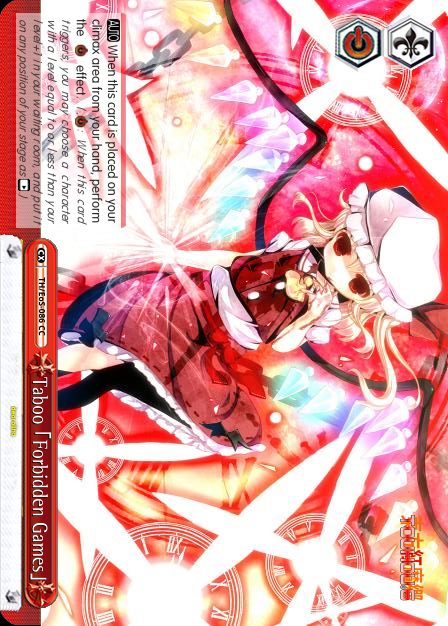 AUTO When this card is placed on your
climax area from your hand, perform
the effect. ( : When this card
triggers, you may choose a character
with a level equal to or less than your
level+1 in your waiting room, and put it
on any position of your stage as )
CX TH/EoS-086 CC
Taboo「Forbidden Games」